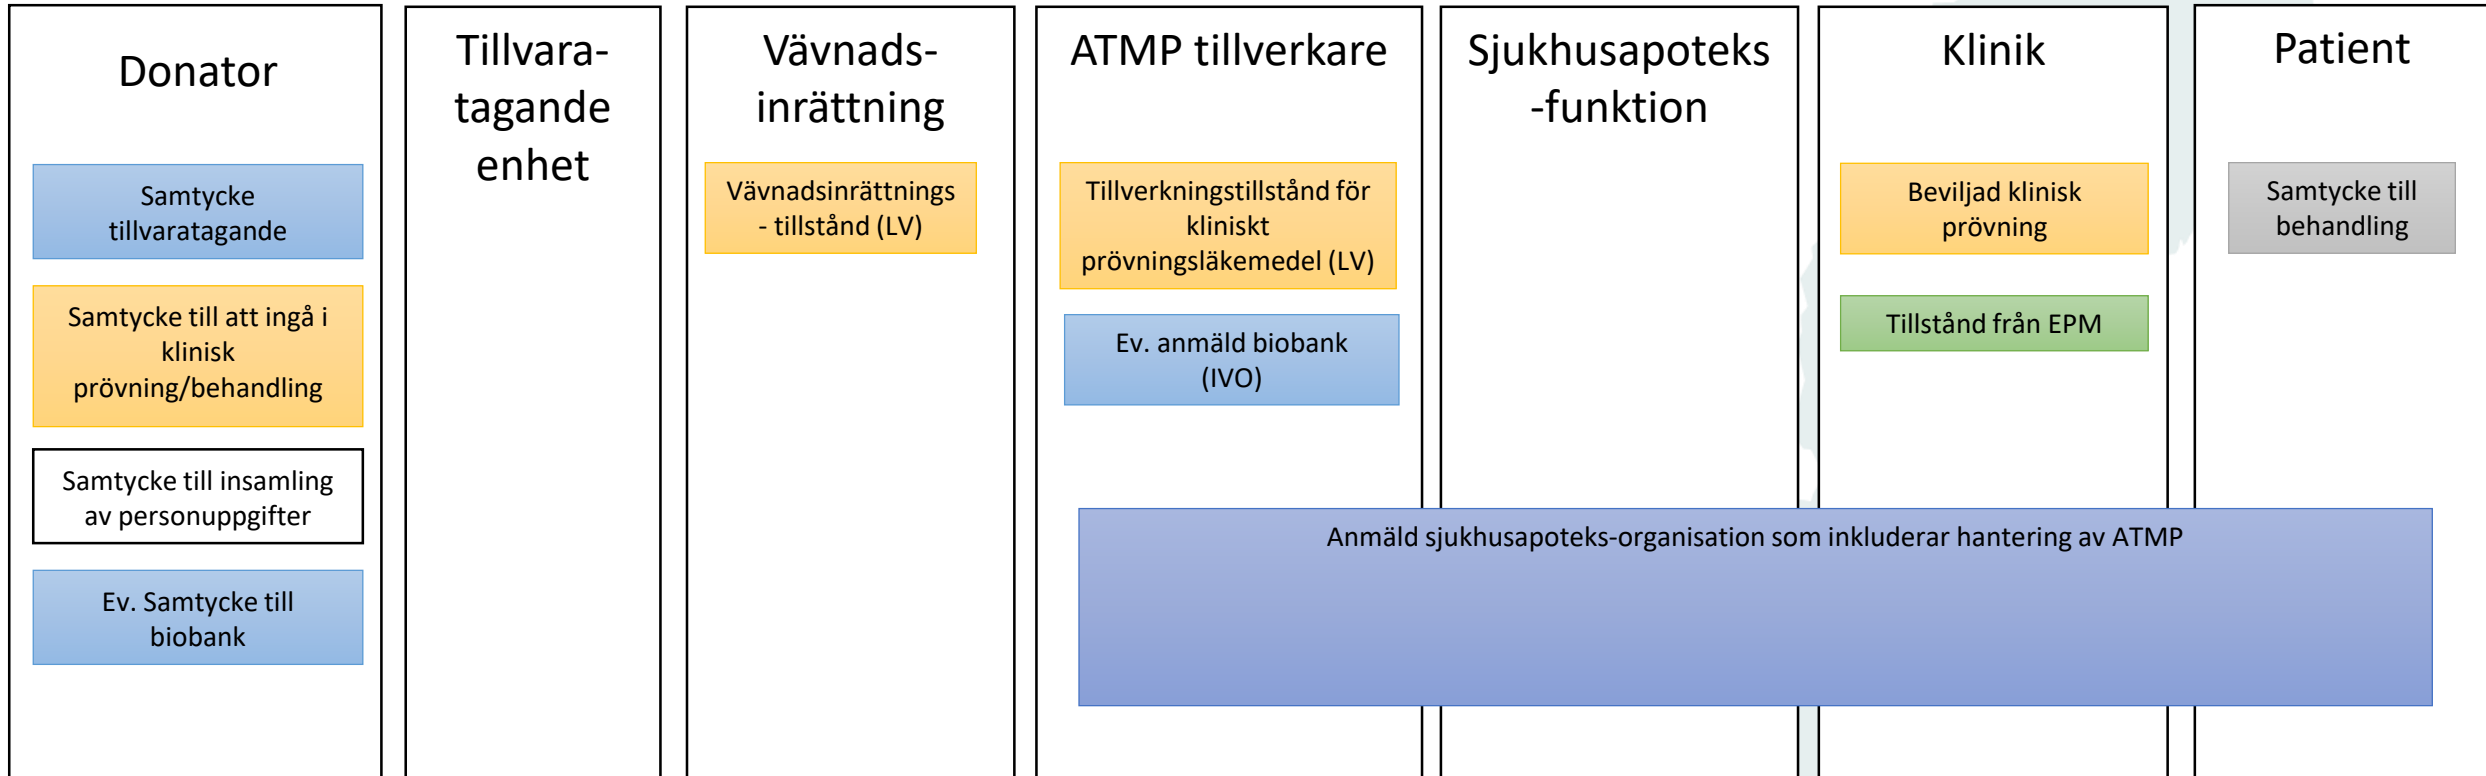 Donator
Samtycke
tillvaratagande
Samtycke till att ingå i
klinisk
prövning/behandling
Samtycke till insamling
av personuppgifter
Ev. Samtycke till
biobank
Tillvara-
tagande
enhet
Vävnads-
inrättning
Vävnadsinrättnings
- tillstånd (LV)
ATMP tillverkare
Tillverkningstillstånd för
kliniskt
prövningsläkemedel (LV)
Ev. anmäld biobank
(IVO)
Sjukhusapoteks
-funktion
Klinik
Beviljad klinisk
prövning
Tillstånd från EPM
Patient
Samtycke till
behandling
Anmäld sjukhusapoteks-organisation som inkluderar hantering av ATMP